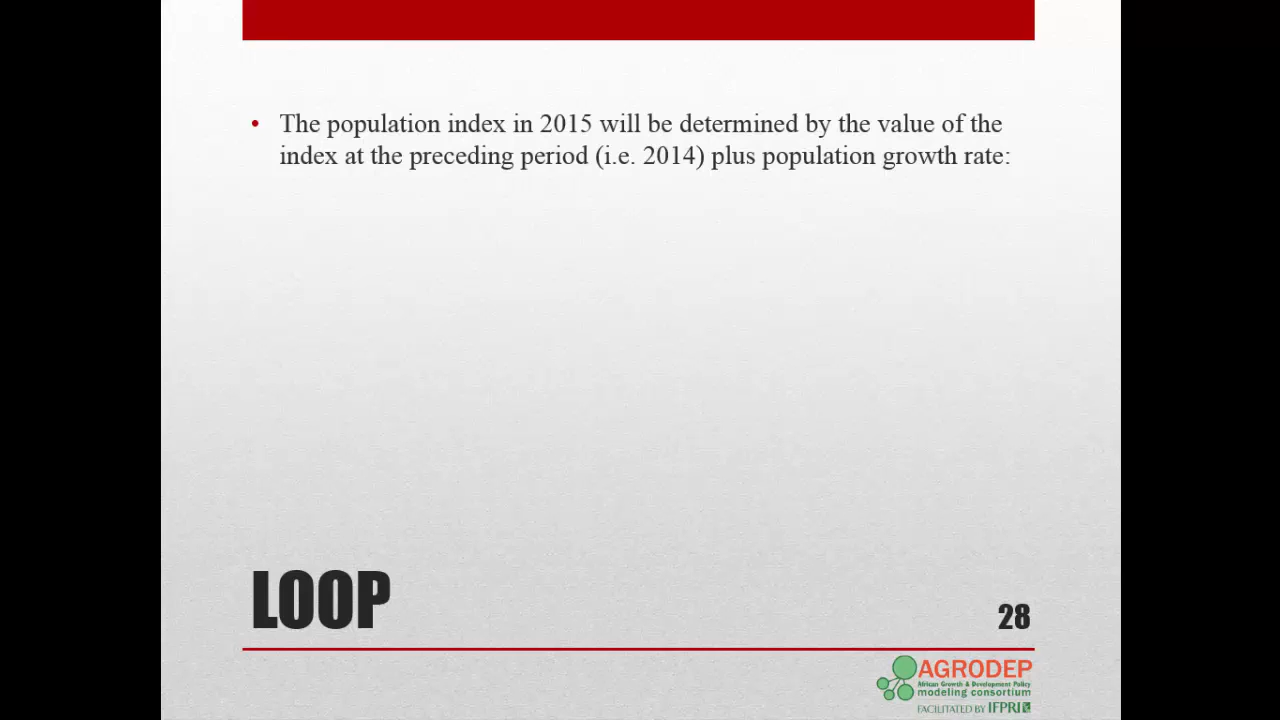 • The population index in 2015 will be determined by the value of the
index at the preceding period (i.e. 2014) plus population growth rate:
LOOP
28
AGRODEP
African Growth & Development Policy
modeling consortium
FACILITATED BY IFPRI